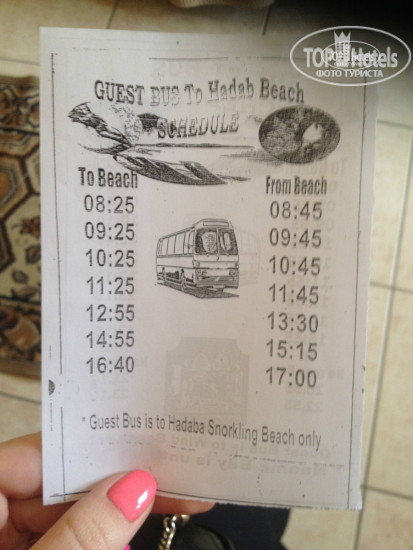 TOP Hotels
ФОТО ТУРИСТА
GUEST BUS To Hadab Beach
SCHEDULE
To Beach From Beach
08:25 08:45
09:25 09:45
10:25 10:45
11:25 11:45
12:55 13:30
14:55 15:15
16:40 17:00
* Guest Bus is to Hadaba Snorkling Beach only